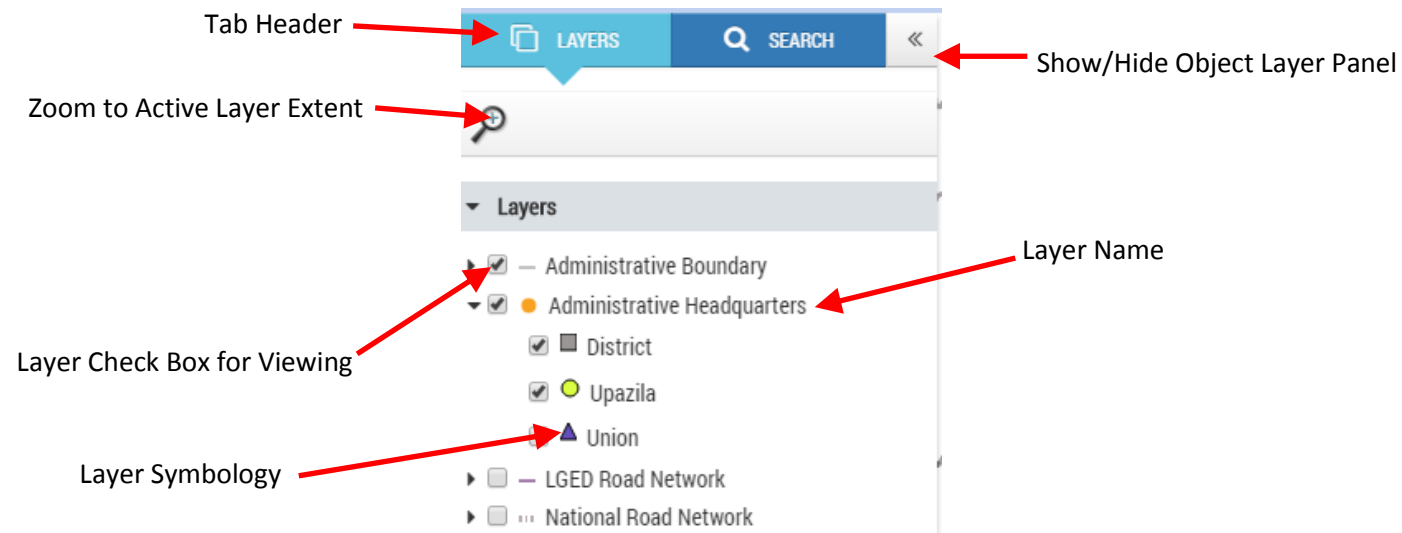 Tab Header
LAYERS
SEARCH
«
Show/Hide Object Layer Panel
Zoom to Active Layer Extent
Layers
Administrative Boundary
Layer Name
Administrative Headquarters
District
Layer Check Box for Viewing
Upazila
Union
Layer Symbology
LGED Road Network
National Road Network